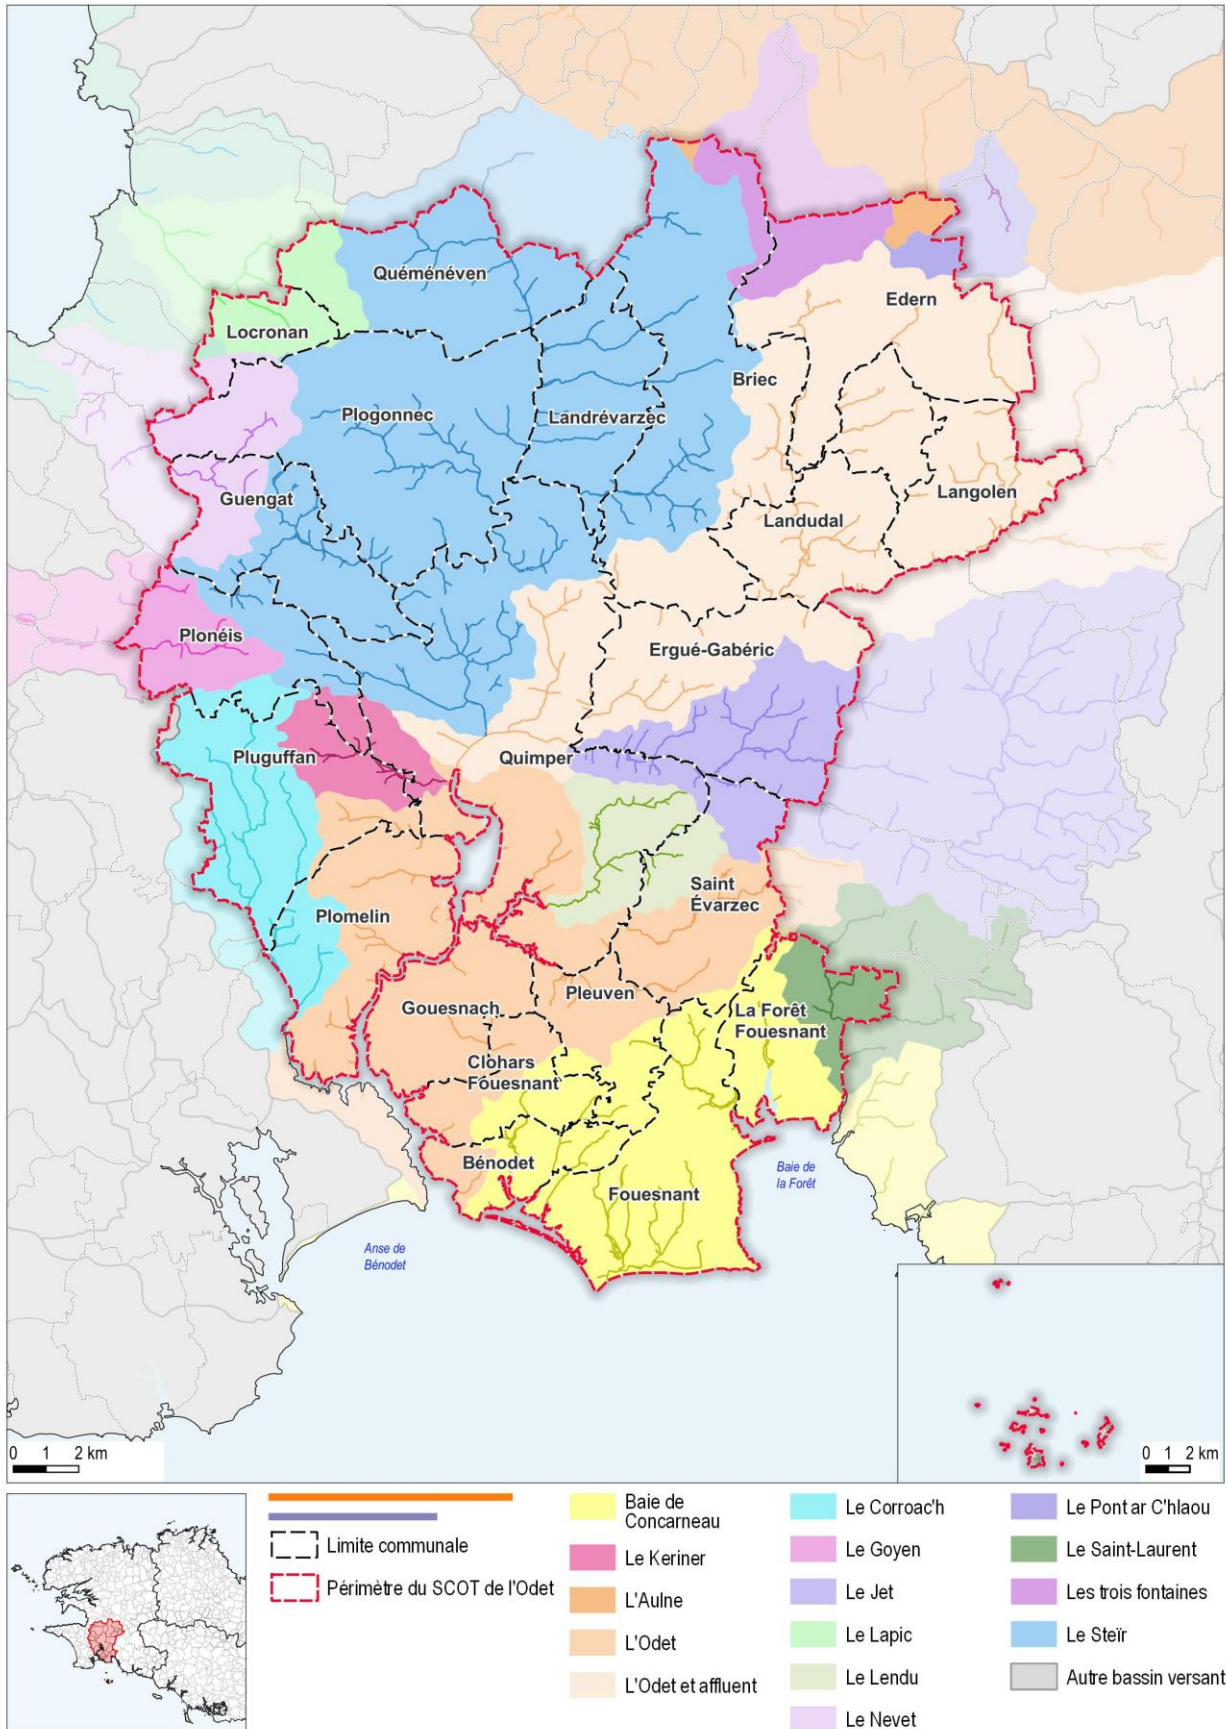 Quéménéven
Edern
Locronan
Briec
Plogonnec
Landrévarzec
Guengat
Langolen
Landudal
Plonéis
Ergué-Gabéric
Pluguffan
Quimper
Saint
Évarzec
Plomelin
Pleuven
Gouesnach
La Forêt
Fouesnant
Clohars
Fouesnant
Bénodet
Fouesnant
Baie de
la Forêt
Anse de
Bénodet
0 1 2 km
0 1 2 km
Limite communale
Périmètre du SCOT de l'Odet
Baie de
Concarneau
Le Keriner
L'Aulne
L'Odet
L'Odet et affluent
Le Corroac'h
Le Goyen
Le Jet
Le Lapic
Le Lendu
Le Nevet
Le Pont ar C'hlaou
Le Saint-Laurent
Les trois fontaines
Le Steïr
Autre bassin versant